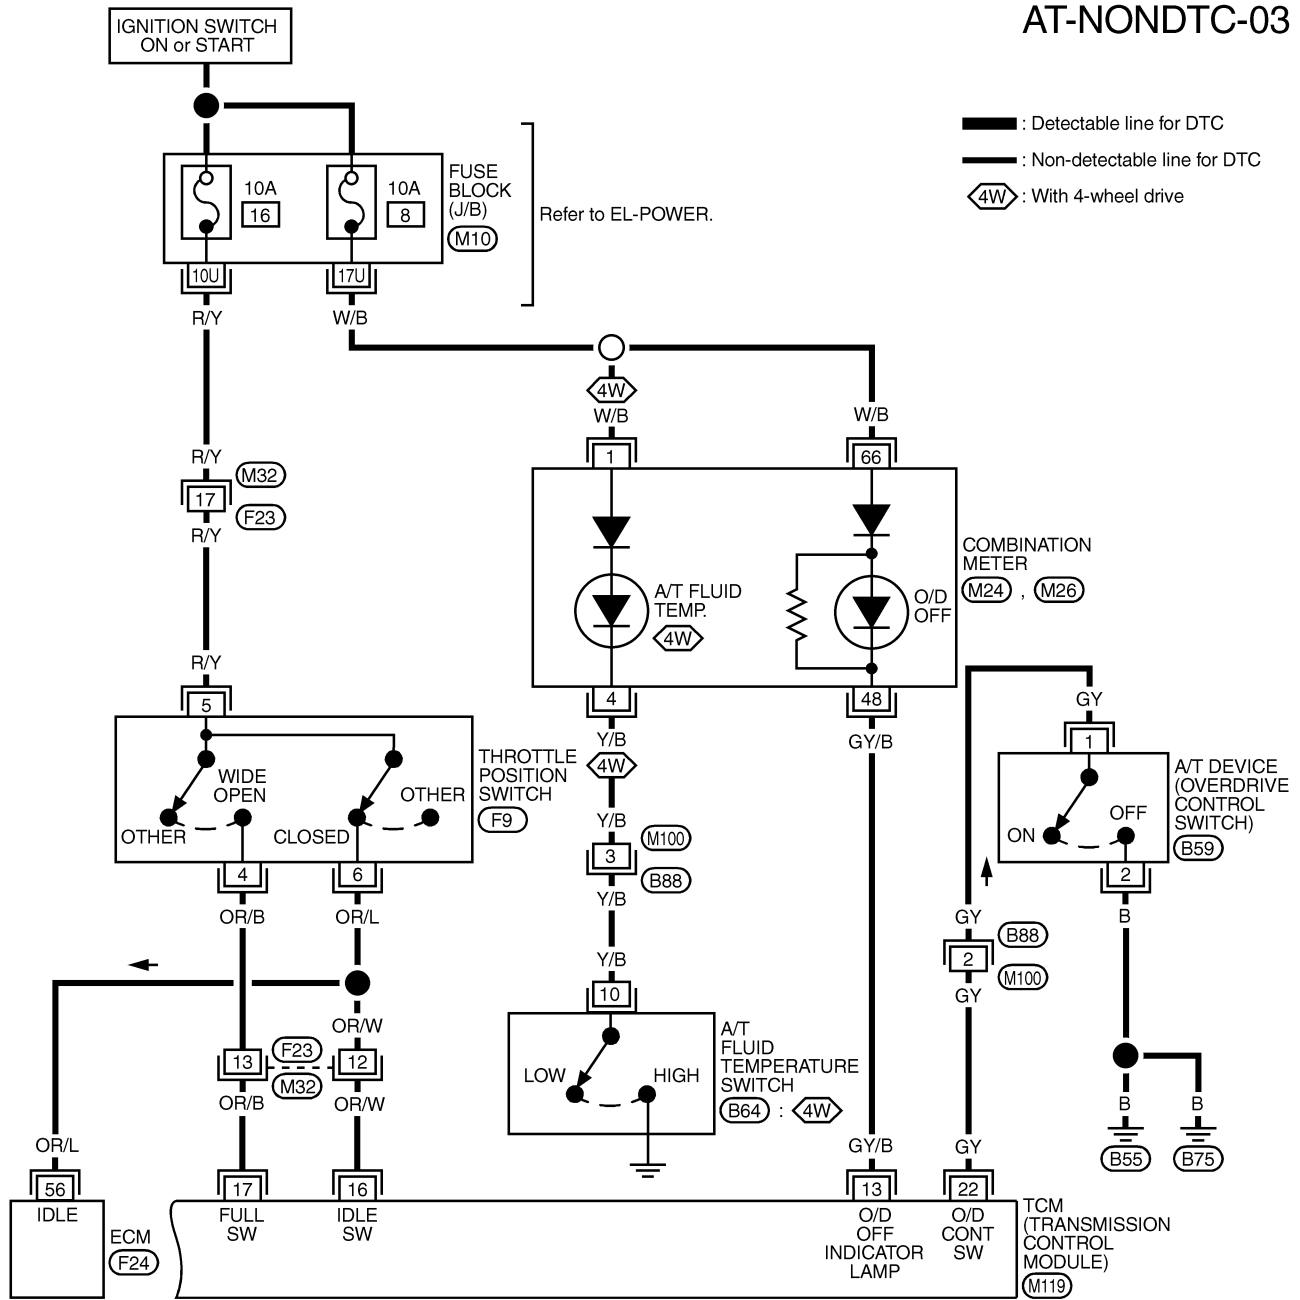 AT-NONDTC-03
IGNITION SWITCH
ON or START
: Detectable line for DTC
: Non-detectable line for DTC
4W : With 4-wheel drive
10A
16
10A
8
FUSE
BLOCK
(J/B)
M10
Refer to EL-POWER.
10U
17U
R/Y
W/B
4W
W/B
W/B
R/Y
M32
1
66
17
F23
R/Y
COMBINATION
METER
M24 , M26
A/T FLUID
TEMP.
4W
O/D
OFF
R/Y
5
4
48
GY
Y/B
GY/B
1
4W
THROTTLE
POSITION
SWITCH
F9
WIDE
OPEN
OTHER
OTHER
CLOSED
A/T DEVICE
(OVERDRIVE
CONTROL
SWITCH)
B59
OFF
ON
Y/B
M100
3
B88
Y/B
4
6
2
OR/B
OR/L
GY
B
B88
2
M100
GY
Y/B
10
OR/W
F23
13
12
M32
OR/B
OR/W
A/T
FLUID
TEMPERATURE
SWITCH
B64 : 4W
LOW
HIGH
B
B
B55
B75
OR/L
GY/B
GY
56
17
16
13
22
IDLE
ECM
F24
FULL
SW
IDLE
SW
O/D
OFF
INDICATOR
LAMP
O/D
CONT
SW
TCM
(TRANSMISSION
CONTROL
MODULE)
M119